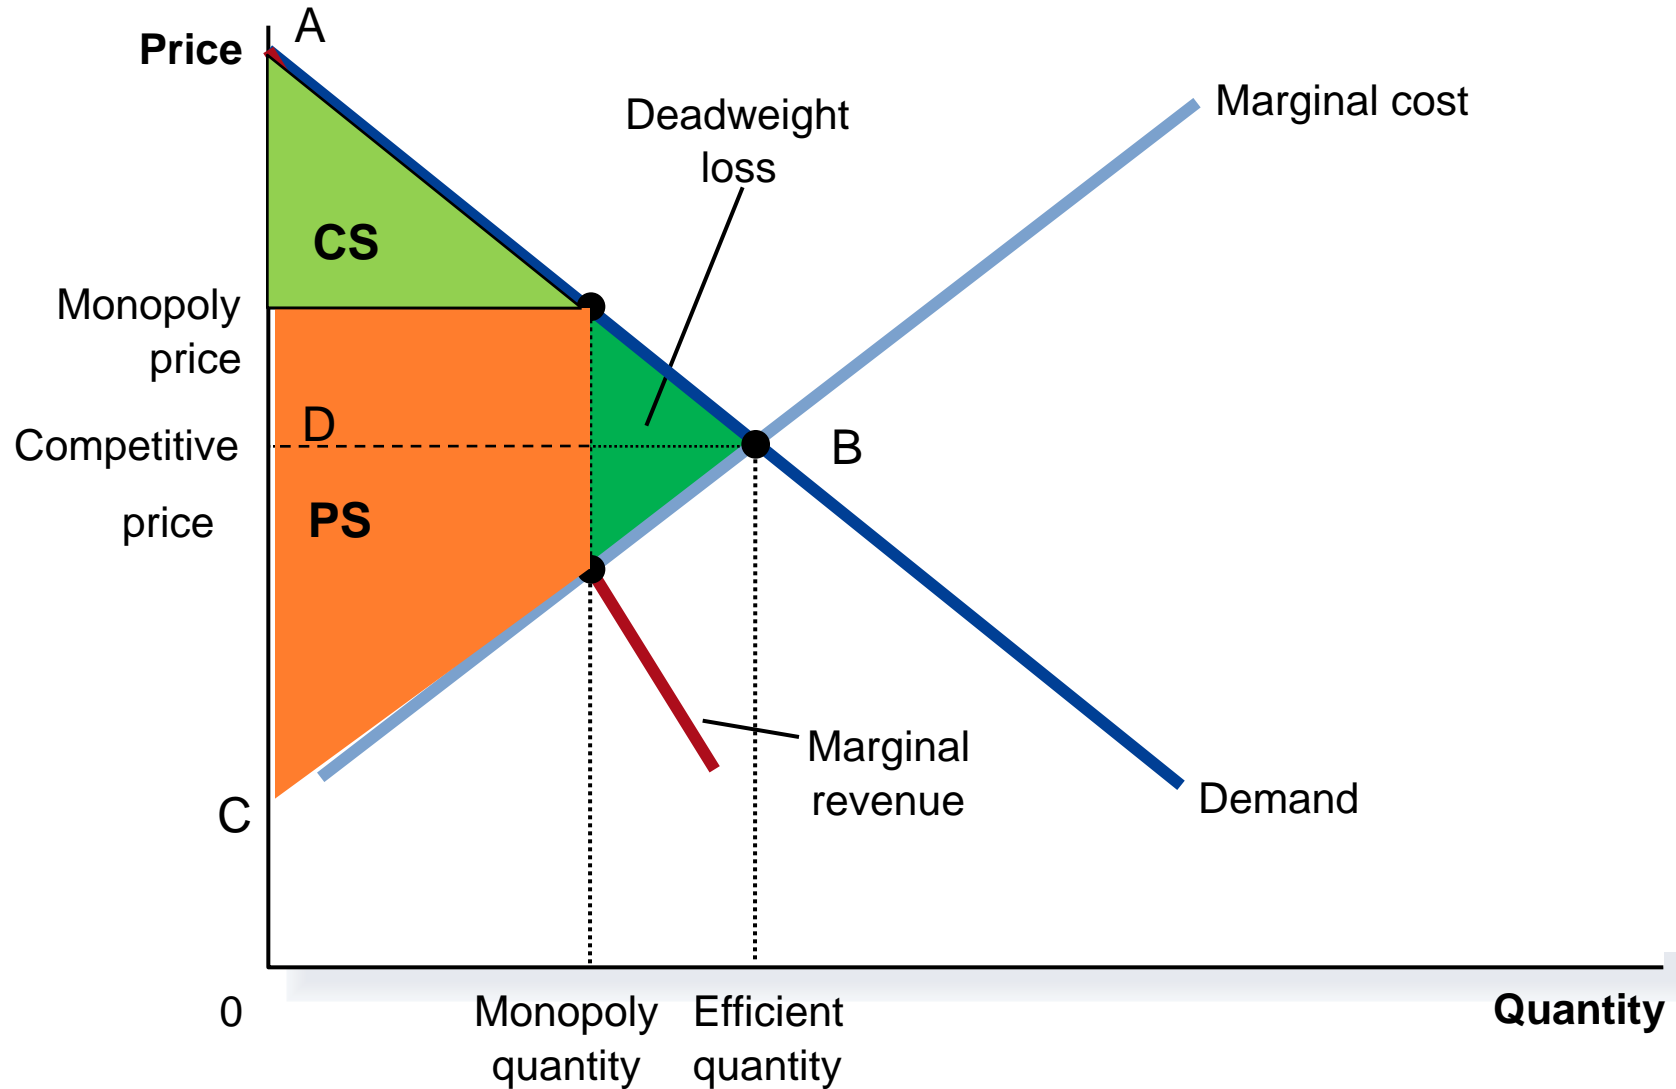 A
Price
Deadweight
loss
Marginal cost
CS
Monopoly
price
D
Competitive
B
price
PS
Marginal
revenue
Demand
C
0
Monopoly
quantity
Efficient
quantity
Quantity